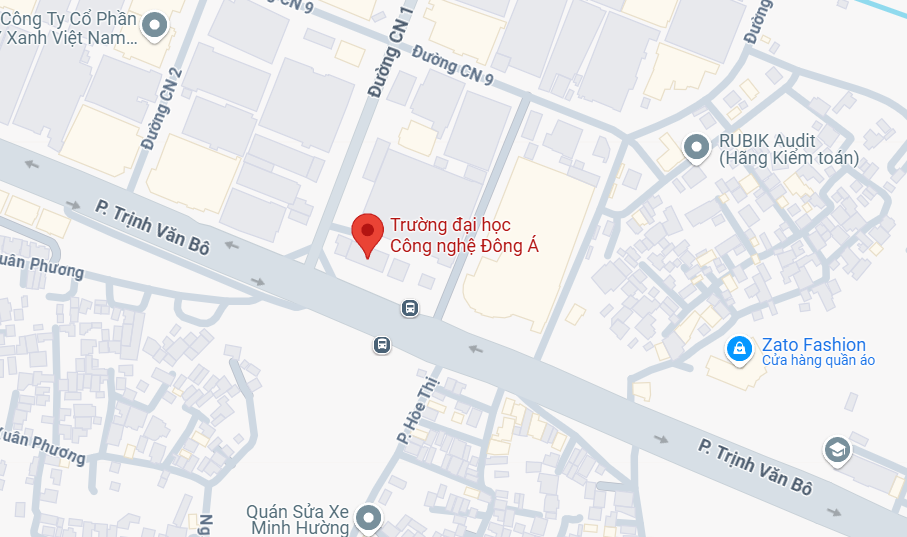 Công Ty Cổ Phần
Xanh Việt Nam...
CN 9
Đường CN 1
Đường
Đường CN 9
Đường CN 2
RUBIK Audit
(Hãng Kiểm toán)
P. Trịnh Văn Bô
Trường đại học
Công nghệ Đông Á
uân Phương
Zato Fashion
Cửa hàng quần áo
P. Hòe Thị
Xuân Phương
P. Trịnh Văn Bô
Quán Sửa Xe
Minh Hường
Ng